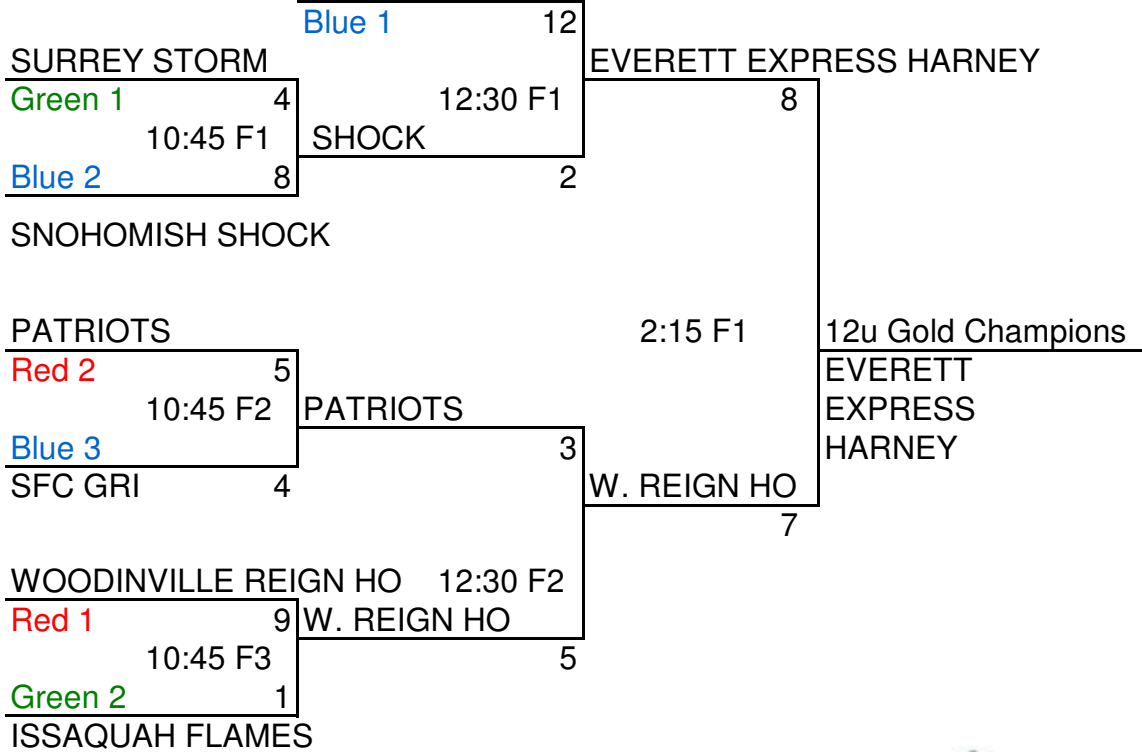 Blue 1 12
SURREY STORM EVERETT EXPRESS HARNEY
Green 1 4 12:30 F1 8
10:45 F1 SHOCK
Blue 2 8 2
SNOHOMISH SHOCK
PATRIOTS 2:15 F1 12u Gold Champions
Red 2 5 EVERETT
10:45 F2 PATRIOTS EXPRESS
Blue 3 3 HARNEY
SFC GRI 4 W. REIGN HO
7
WOODINVILLE REIGN HO 12:30 F2
Red 1 9 W. REIGN HO
10:45 F3 5
Green 2 1
ISSAQUAH FLAMES